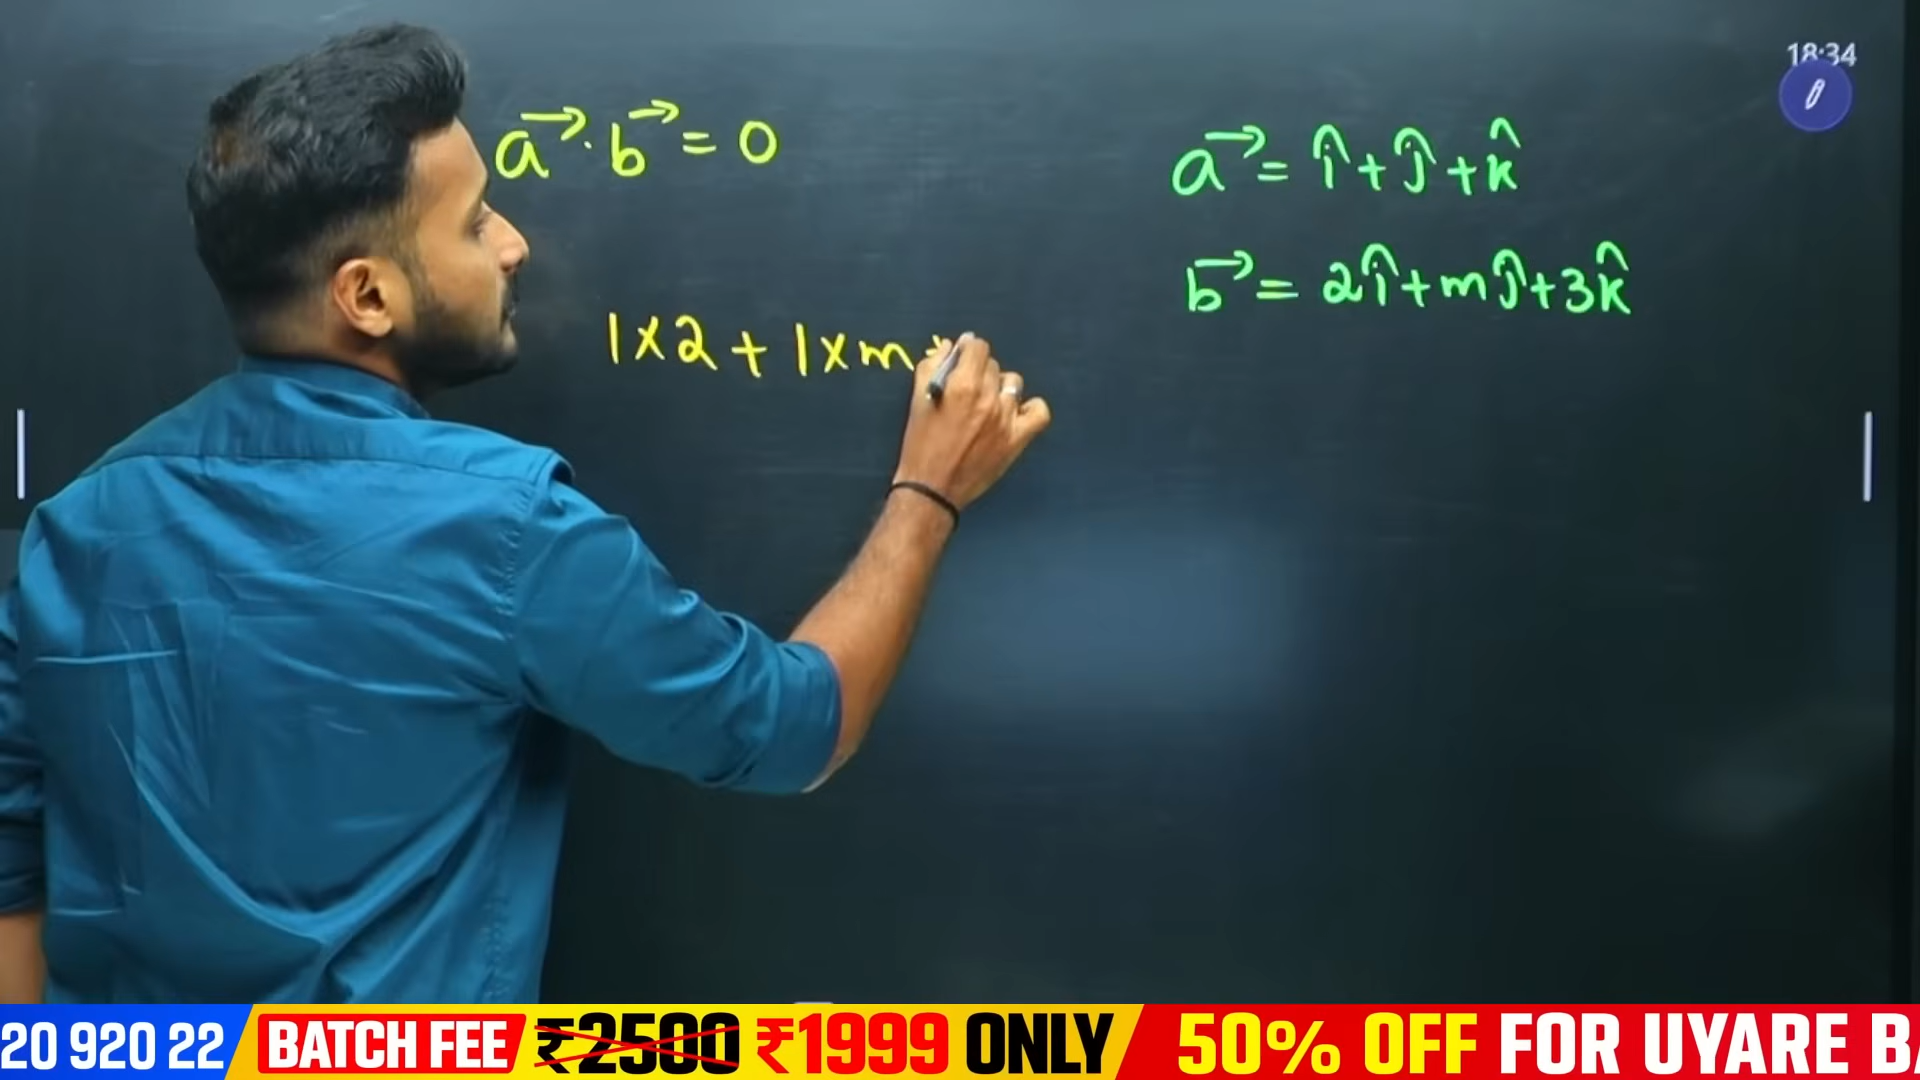 18:34
a⃗ · b⃗ = 0
a⃗ = î + ĵ + k̂
b⃗ = 2î + mĵ + 3k̂
1 × 2 + 1 × m +
20 920 22 BATCH FEE ₹2500 ₹1999 ONLY 50% OFF FOR UYARE